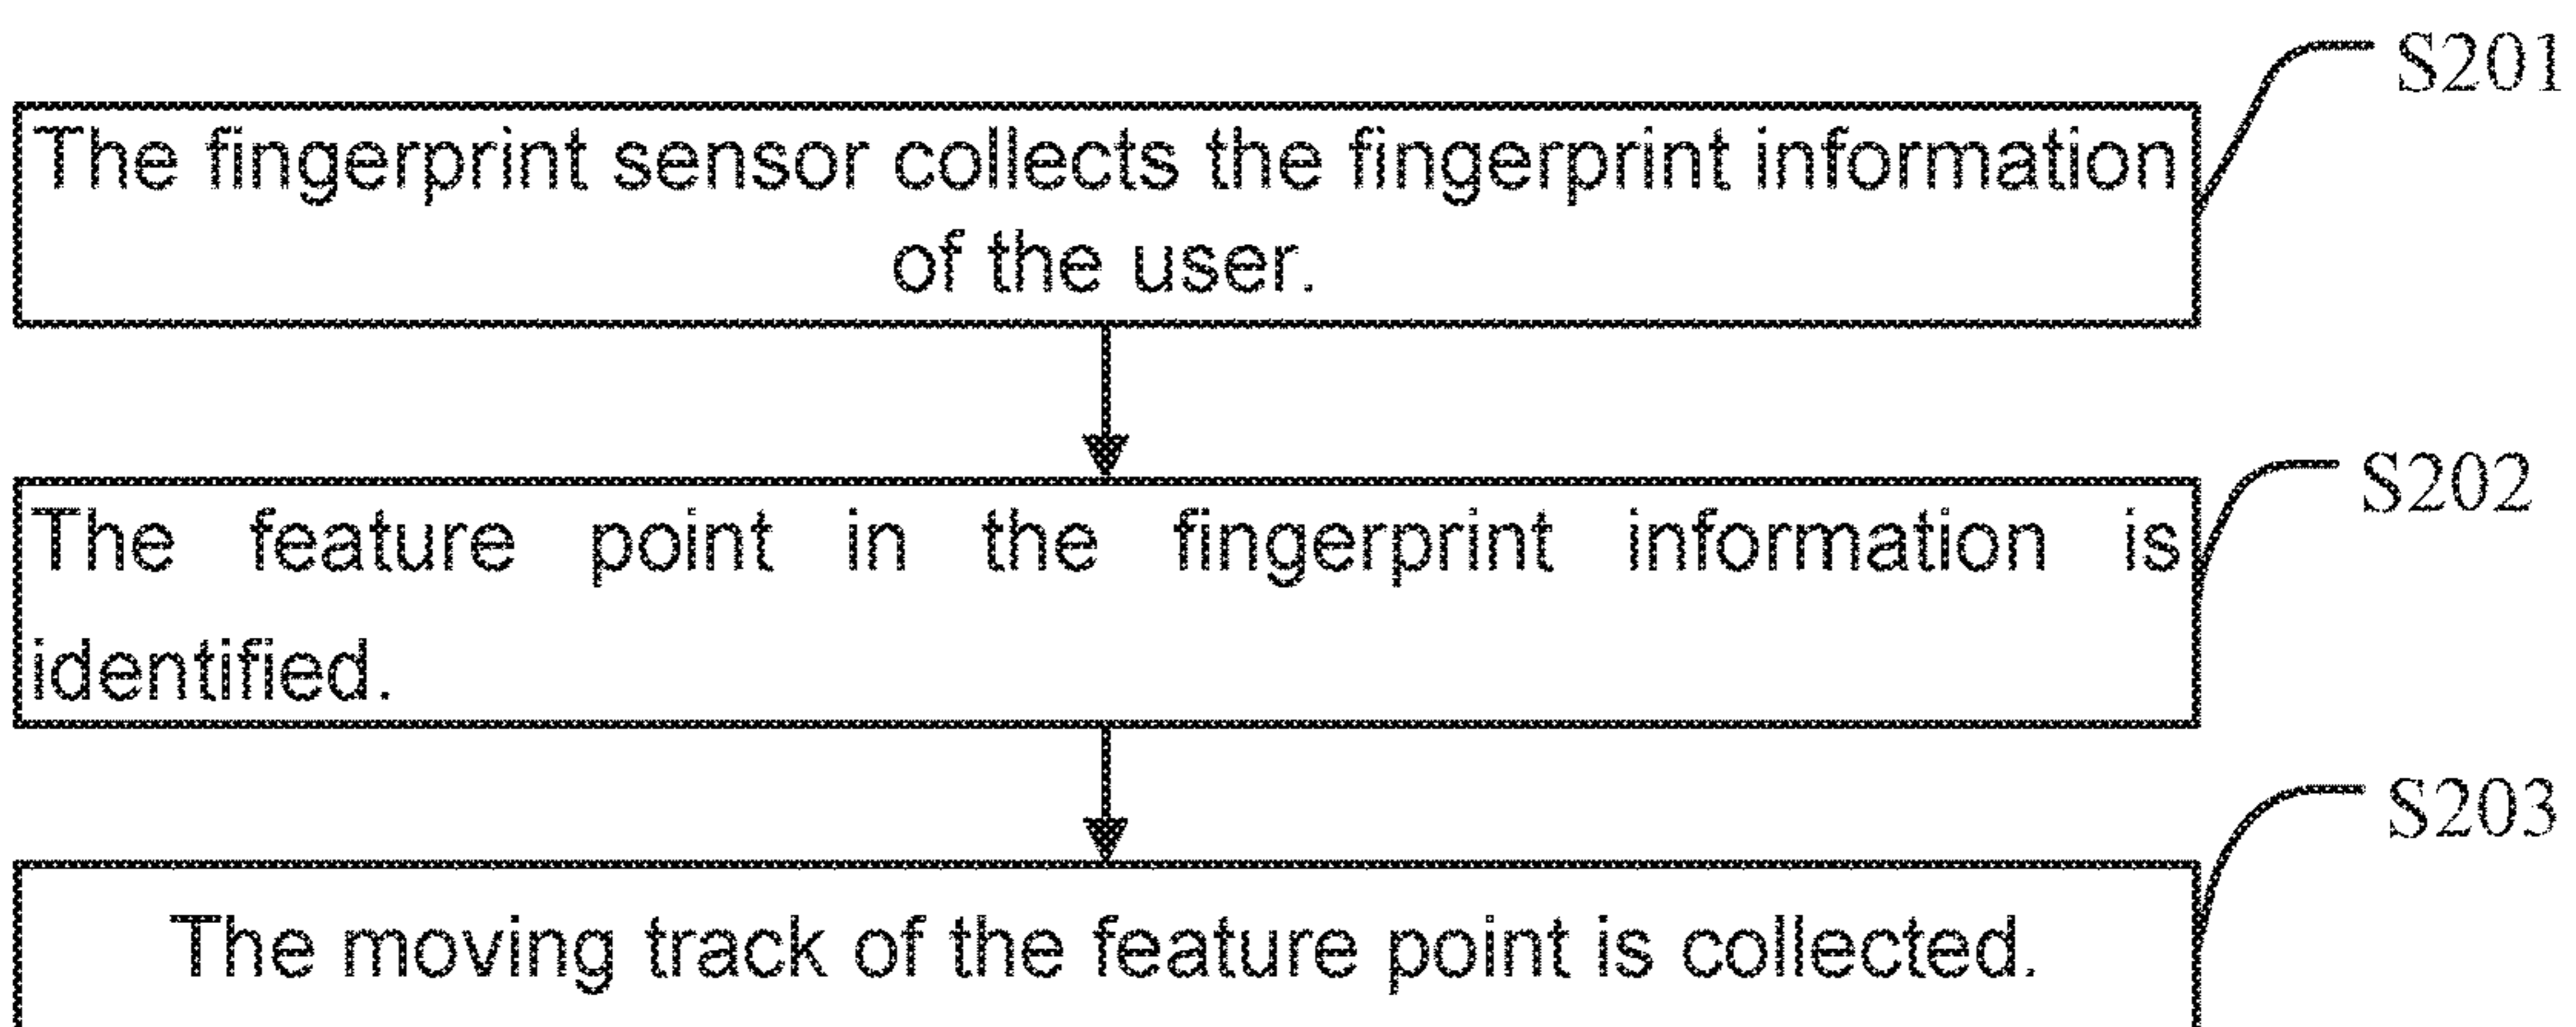 S201
The fingerprint sensor collects the fingerprint information
of the user.
S202
The feature point in the fingerprint information is
identified.
S203
The moving track of the feature point is collected.